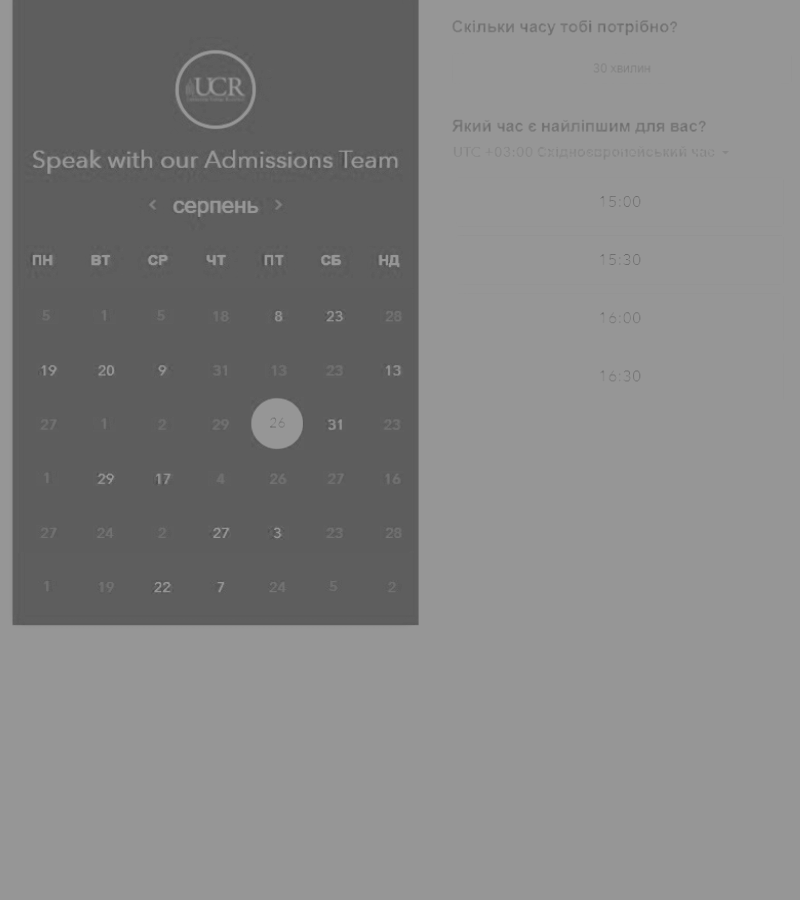 UCR
Speak with our Admissions Team
серпень
ПН ВТ СР ЧТ ПТ СБ НД
5 1 5 18 8 23 28
19 20 9 31 13 23 13
27 1 2 29 26 31 23
1 29 17 4 26 27 16
27 24 2 27 3 23 28
1 19 22 7 24 5 2
Скільки часу тобі потрібно?
30 хвилин
Який час є найліпшим для вас?
UTC +03:00 Східноєвропейський час
15:00
15:30
16:00
16:30